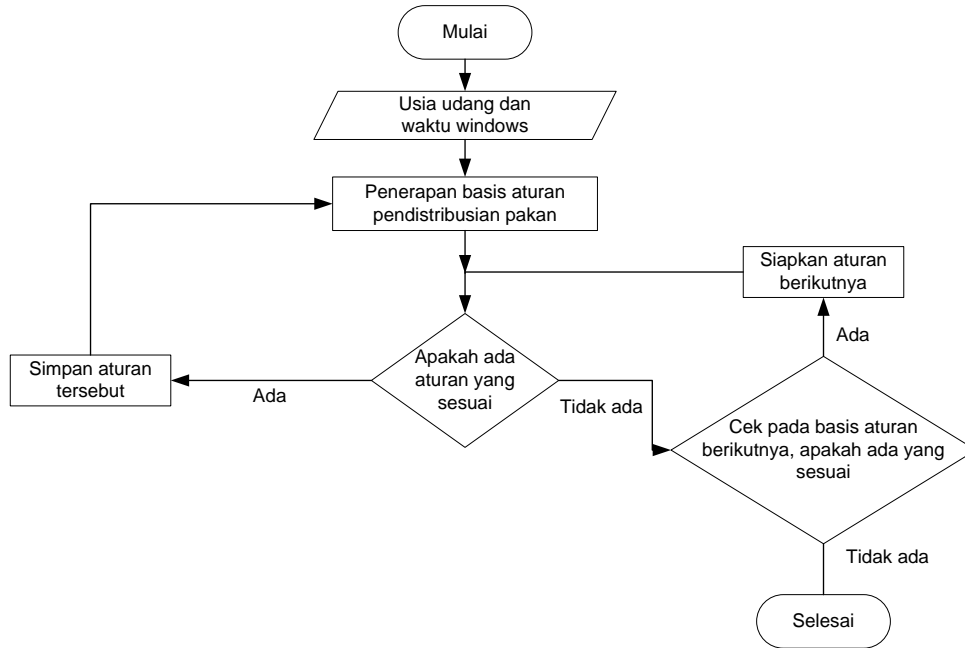 Mulai
Usia udang dan
waktu windows
Penerapan basis aturan
pendistribusian pakan
Siapkan aturan
berikutnya
Ada
Apakah ada
aturan yang
sesuai
Simpan aturan
tersebut
Ada
Tidak ada
Cek pada basis aturan
berikutnya, apakah ada yang
sesuai
Tidak ada
Selesai